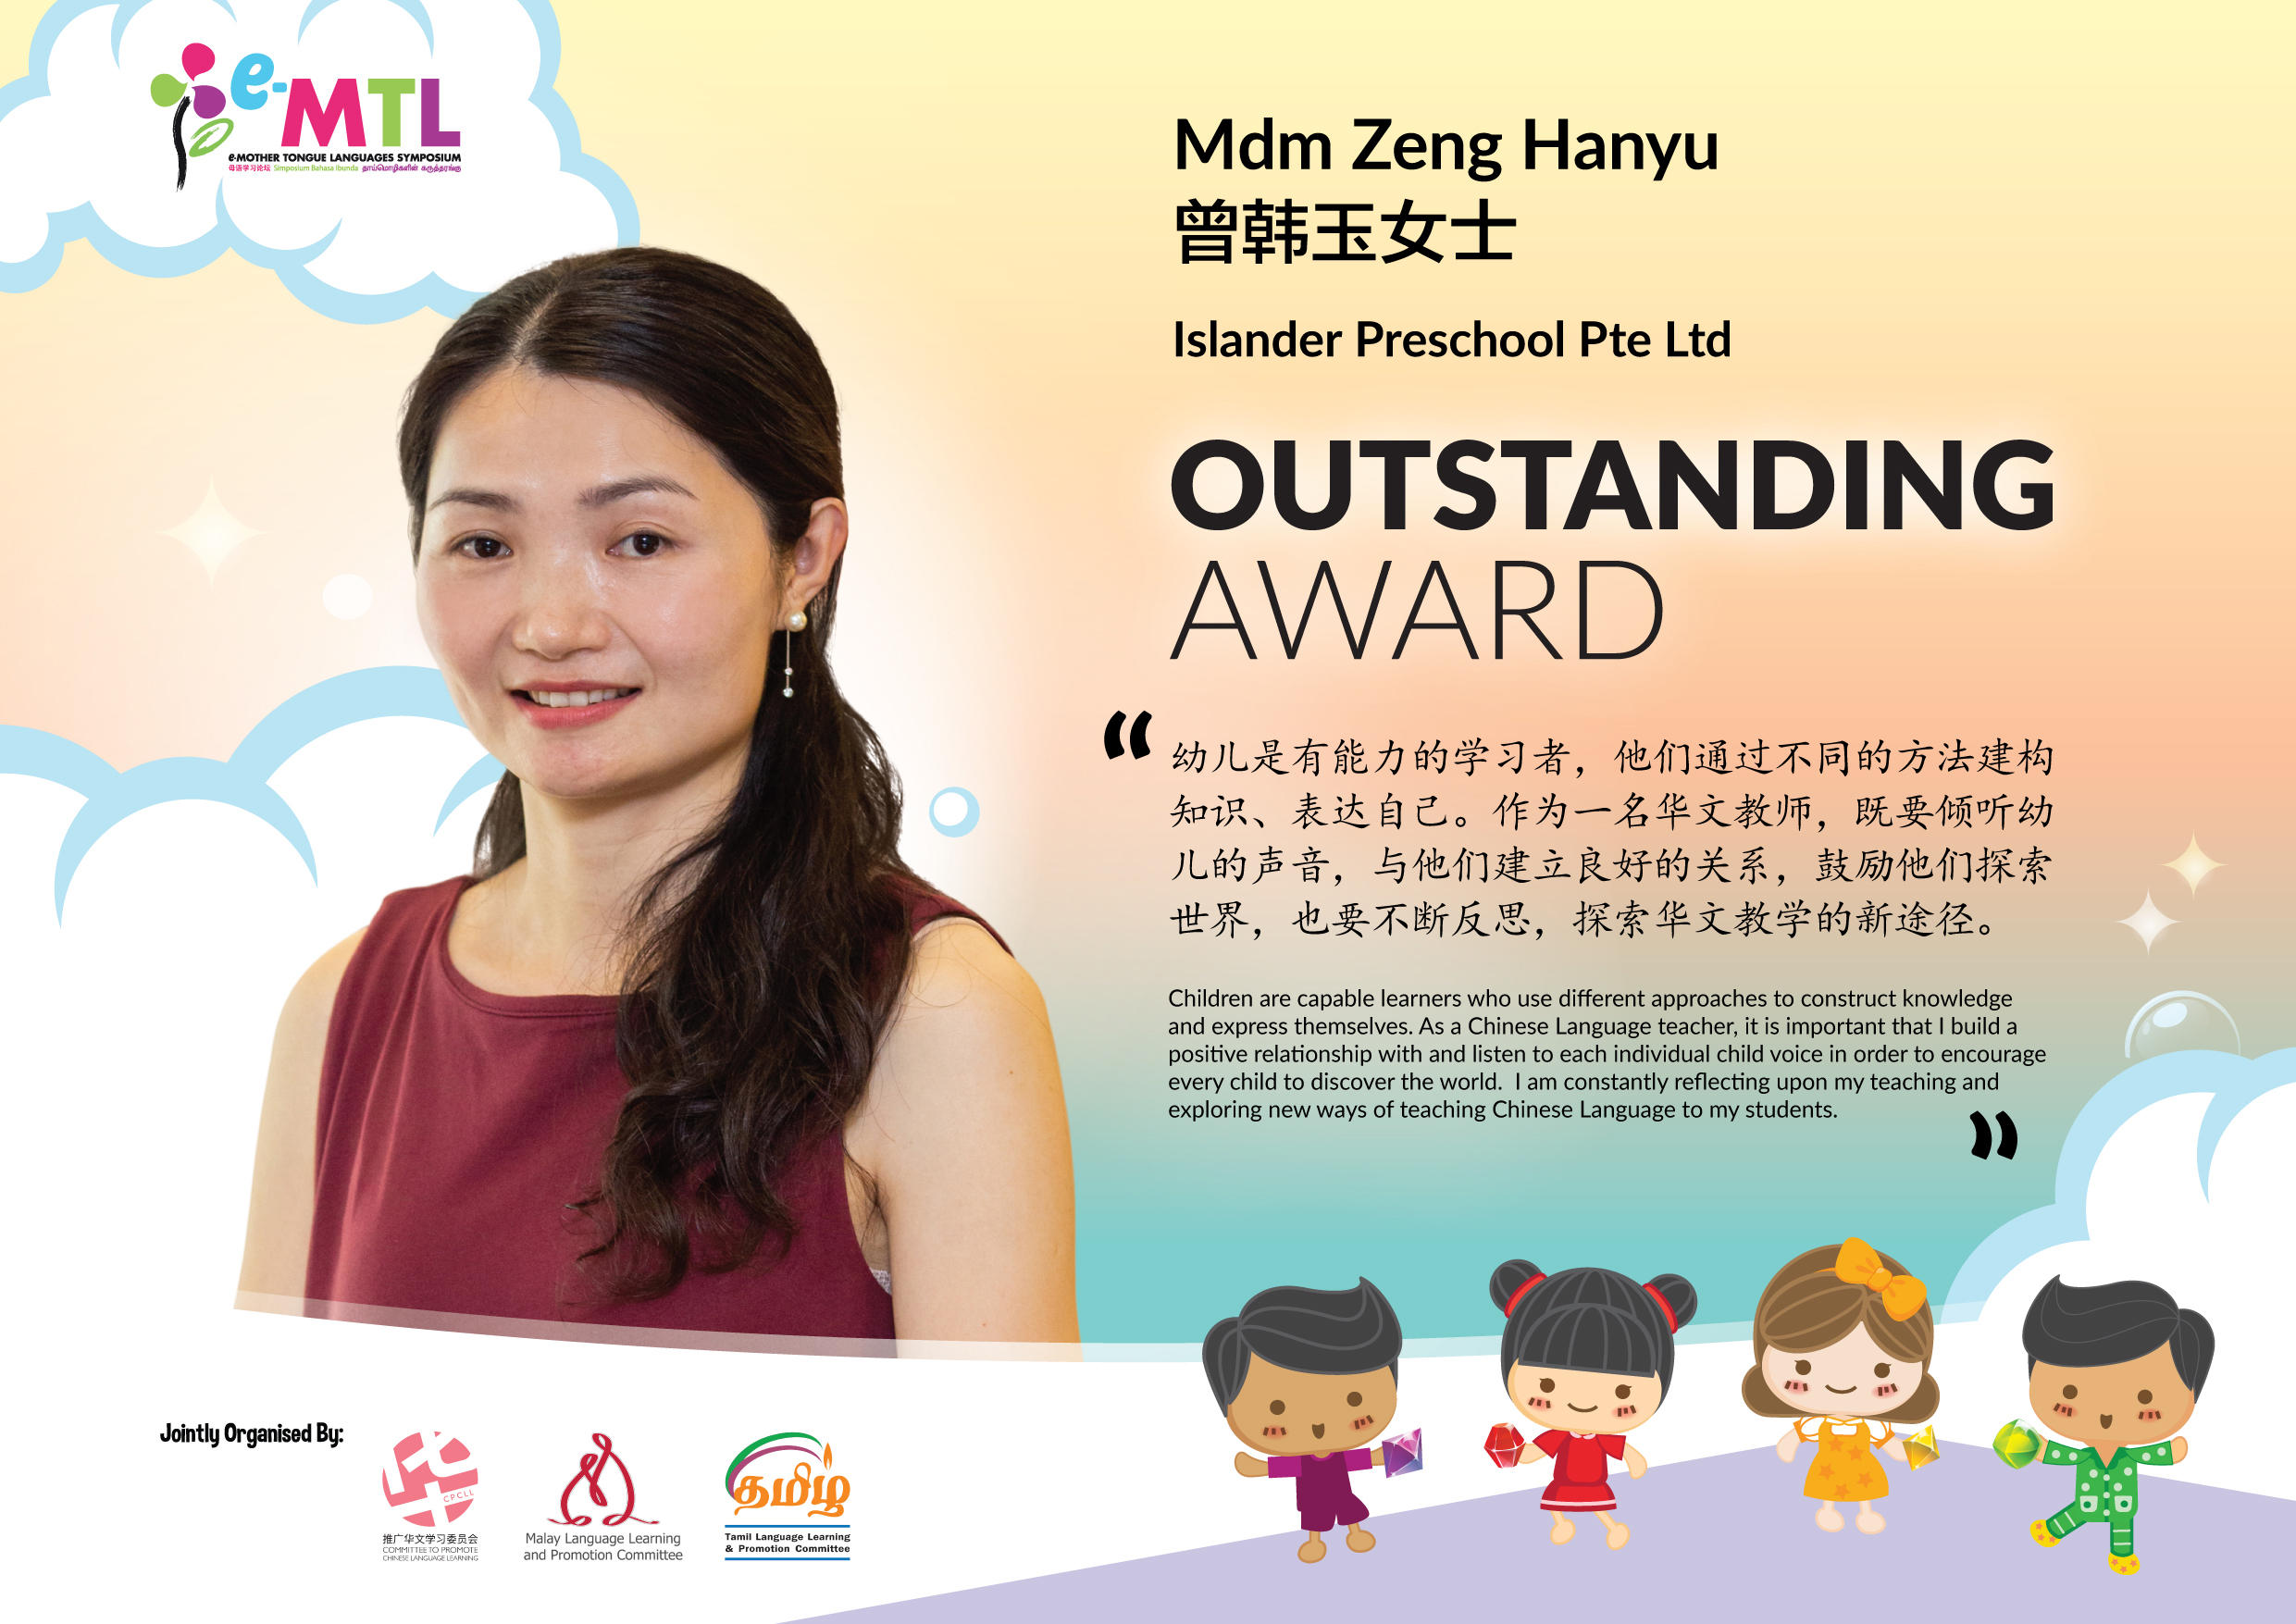 e-MTL
e-MOTHER TONGUE LANGUAGES SYMPOSIUM
母语学习论坛 Simposium Bahasa Ibunda தாய்மொழிகளின் கருத்தரங்கு
Mdm Zeng Hanyu
曾韩玉女士
Islander Preschool Pte Ltd
OUTSTANDING
AWARD
“幼儿是有能力的学习者，他们通过不同的方法建构
知识、表达自己。作为一名华文教师，既要倾听幼
儿的声音，与他们建立良好的关系，鼓励他们探索
世界，也要不断反思，探索华文教学的新途径。
Children are capable learners who use different approaches to construct knowledge
and express themselves. As a Chinese Language teacher, it is important that I build a
positive relationship with and listen to each individual child voice in order to encourage
every child to discover the world.  I am constantly reflecting upon my teaching and
exploring new ways of teaching Chinese Language to my students.”
Jointly Organised By:
CPCLL
推广华文学习委员会
COMMITTEE TO PROMOTE
CHINESE LANGUAGE LEARNING
Malay Language Learning
and Promotion Committee
தமிழ்
Tamil Language Learning
& Promotion Committee